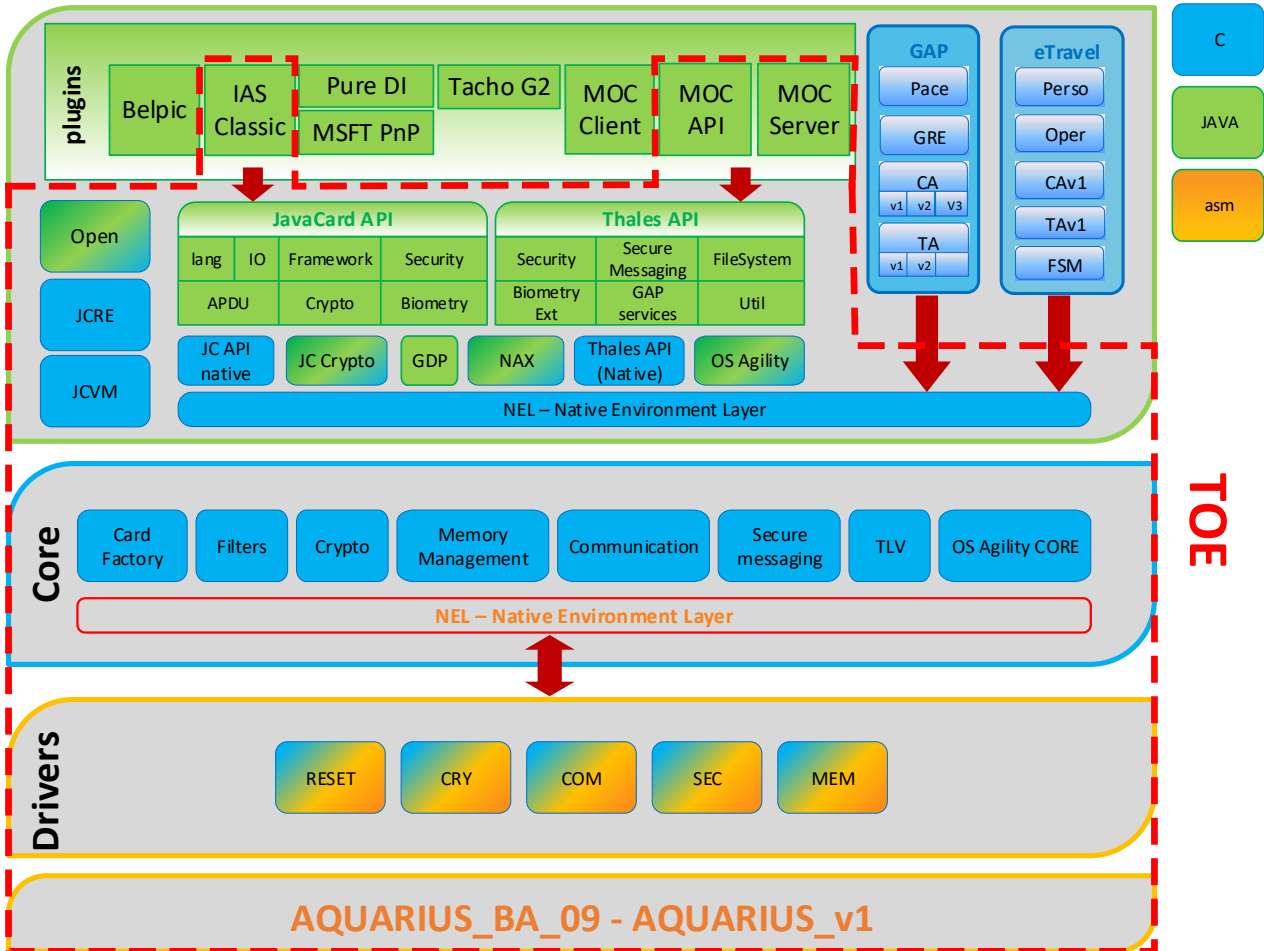 plugins
Belpic
IAS
Classic
Pure DI
MSFT PnP
Tacho G2
MOC
Client
MOC
API
MOC
Server
GAP
Pace
GRE
CA
v1 v2 V3
TA
v1 v2
eTravel
Perso
Oper
CAv1
TAv1
FSM
C
JAVA
asm
Open
JCRE
JCVM
JavaCard API
lang IO Framework Security
APDU Crypto Biometry
Thales API
Security
Secure
Messaging
FileSystem
Biometry
Ext
GAP
services
Util
JC API
native
JC Crypto
GDP
NAX
Thales API
(Native)
OS Agility
NEL – Native Environment Layer
TOE
Core
Card
Factory
Filters
Crypto
Memory
Management
Communication
Secure
messaging
TLV
OS Agility CORE
NEL – Native Environment Layer
Drivers
RESET
CRY
COM
SEC
MEM
AQUARIUS_BA_09 - AQUARIUS_v1